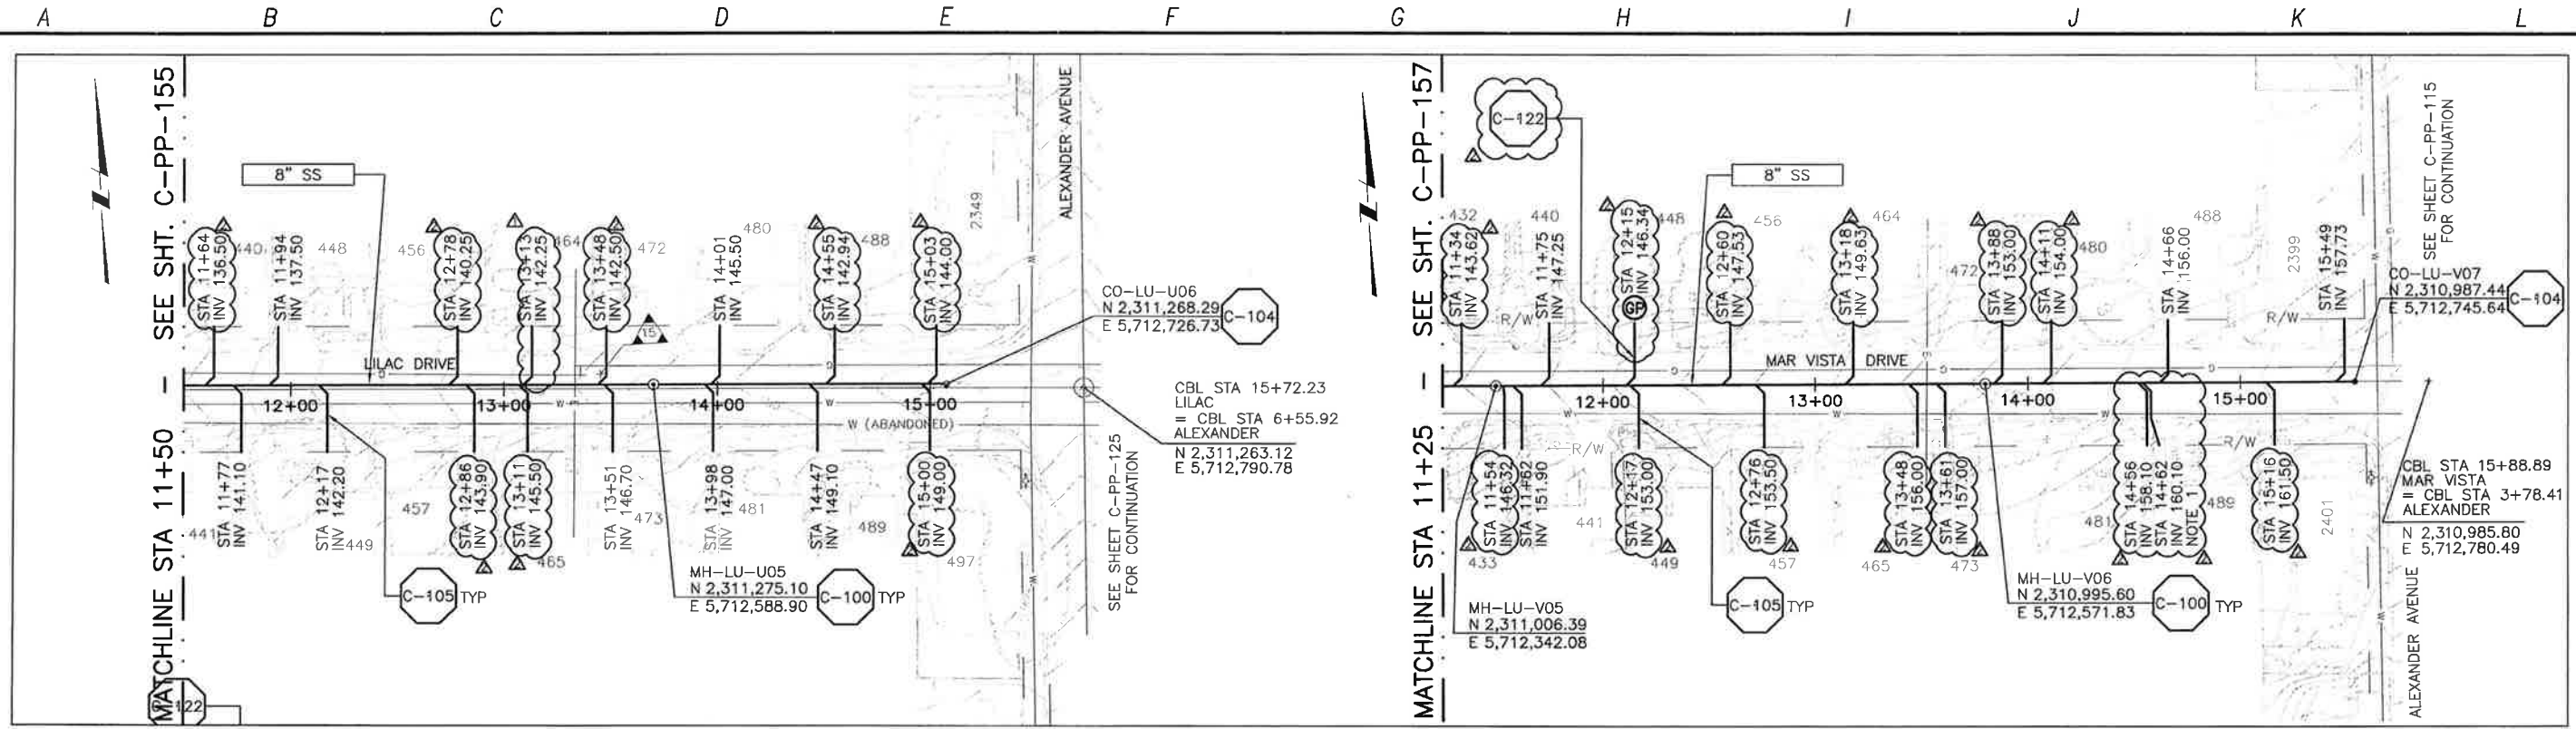 A B C D E F G H I J K L
MATCHLINE STA 11+50 — SEE SHT. C-PP-155
8" SS
STA 11+64
INV 136.50
440
STA 11+94
INV 137.50
448
456
STA 12+78
INV 140.25
STA 13+13
INV 142.25
464
STA 13+48
INV 142.50
472
STA 14+01
INV 145.50
480
STA 14+55
INV 142.94
488
STA 15+03
INV 144.00
2349
ALEXANDER AVENUE
15
LILAC DRIVE
12+00
13+00
14+00
15+00
W (ABANDONED)
CO-LU-U06
N 2,311,268.29
E 5,712,726.73
C-104
CBL STA 15+72.23
LILAC
= CBL STA 6+55.92
ALEXANDER
N 2,311,263.12
E 5,712,790.78
441
STA 11+77
INV 141.10
STA 12+17
INV 142.20
449
457
STA 12+86
INV 143.90
STA 13+11
INV 145.50
465
STA 13+51
INV 146.70
473
STA 13+98
INV 147.00
481
STA 14+47
INV 149.10
489
STA 15+00
INV 149.00
497
C-105 TYP
MH-LU-U05
N 2,311,275.10
E 5,712,588.90
C-100 TYP
SEE SHEET C-PP-125
FOR CONTINUATION
MATCHLINE STA 11+25 — SEE SHT. C-PP-157
C-122
8" SS
432
STA 11+34
INV 143.62
440
STA 11+75
INV 147.25
STA 12+15
INV 146.34
GP
448
STA 12+60
INV 147.53
456
STA 13+18
INV 149.63
464
472
STA 13+88
INV 153.00
STA 14+11
INV 154.00
480
STA 14+66
INV 156.00
488
2399
STA 15+49
INV 157.73
SEE SHEET C-PP-115
FOR CONTINUATION
CO-LU-V07
N 2,310,987.44
E 5,712,745.64
C-104
R/W
R/W
MAR VISTA DRIVE
12+00
13+00
14+00
15+00
R/W
R/W
STA 11+54
INV 146.32
433
STA 11+62
INV 151.90
441
STA 12+17
INV 153.00
449
STA 12+76
INV 153.50
457
STA 13+48
INV 156.00
465
STA 13+61
INV 157.00
473
481
STA 14+56
INV 158.10
STA 14+62
INV 160.10
NOTE 1
489
STA 15+16
INV 161.50
2401
CBL STA 15+88.89
MAR VISTA
= CBL STA 3+78.41
ALEXANDER
N 2,310,985.80
E 5,712,780.49
MH-LU-V05
N 2,311,006.39
E 5,712,342.08
C-105 TYP
MH-LU-V06
N 2,310,995.60
E 5,712,571.83
C-100 TYP
ALEXANDER AVENUE